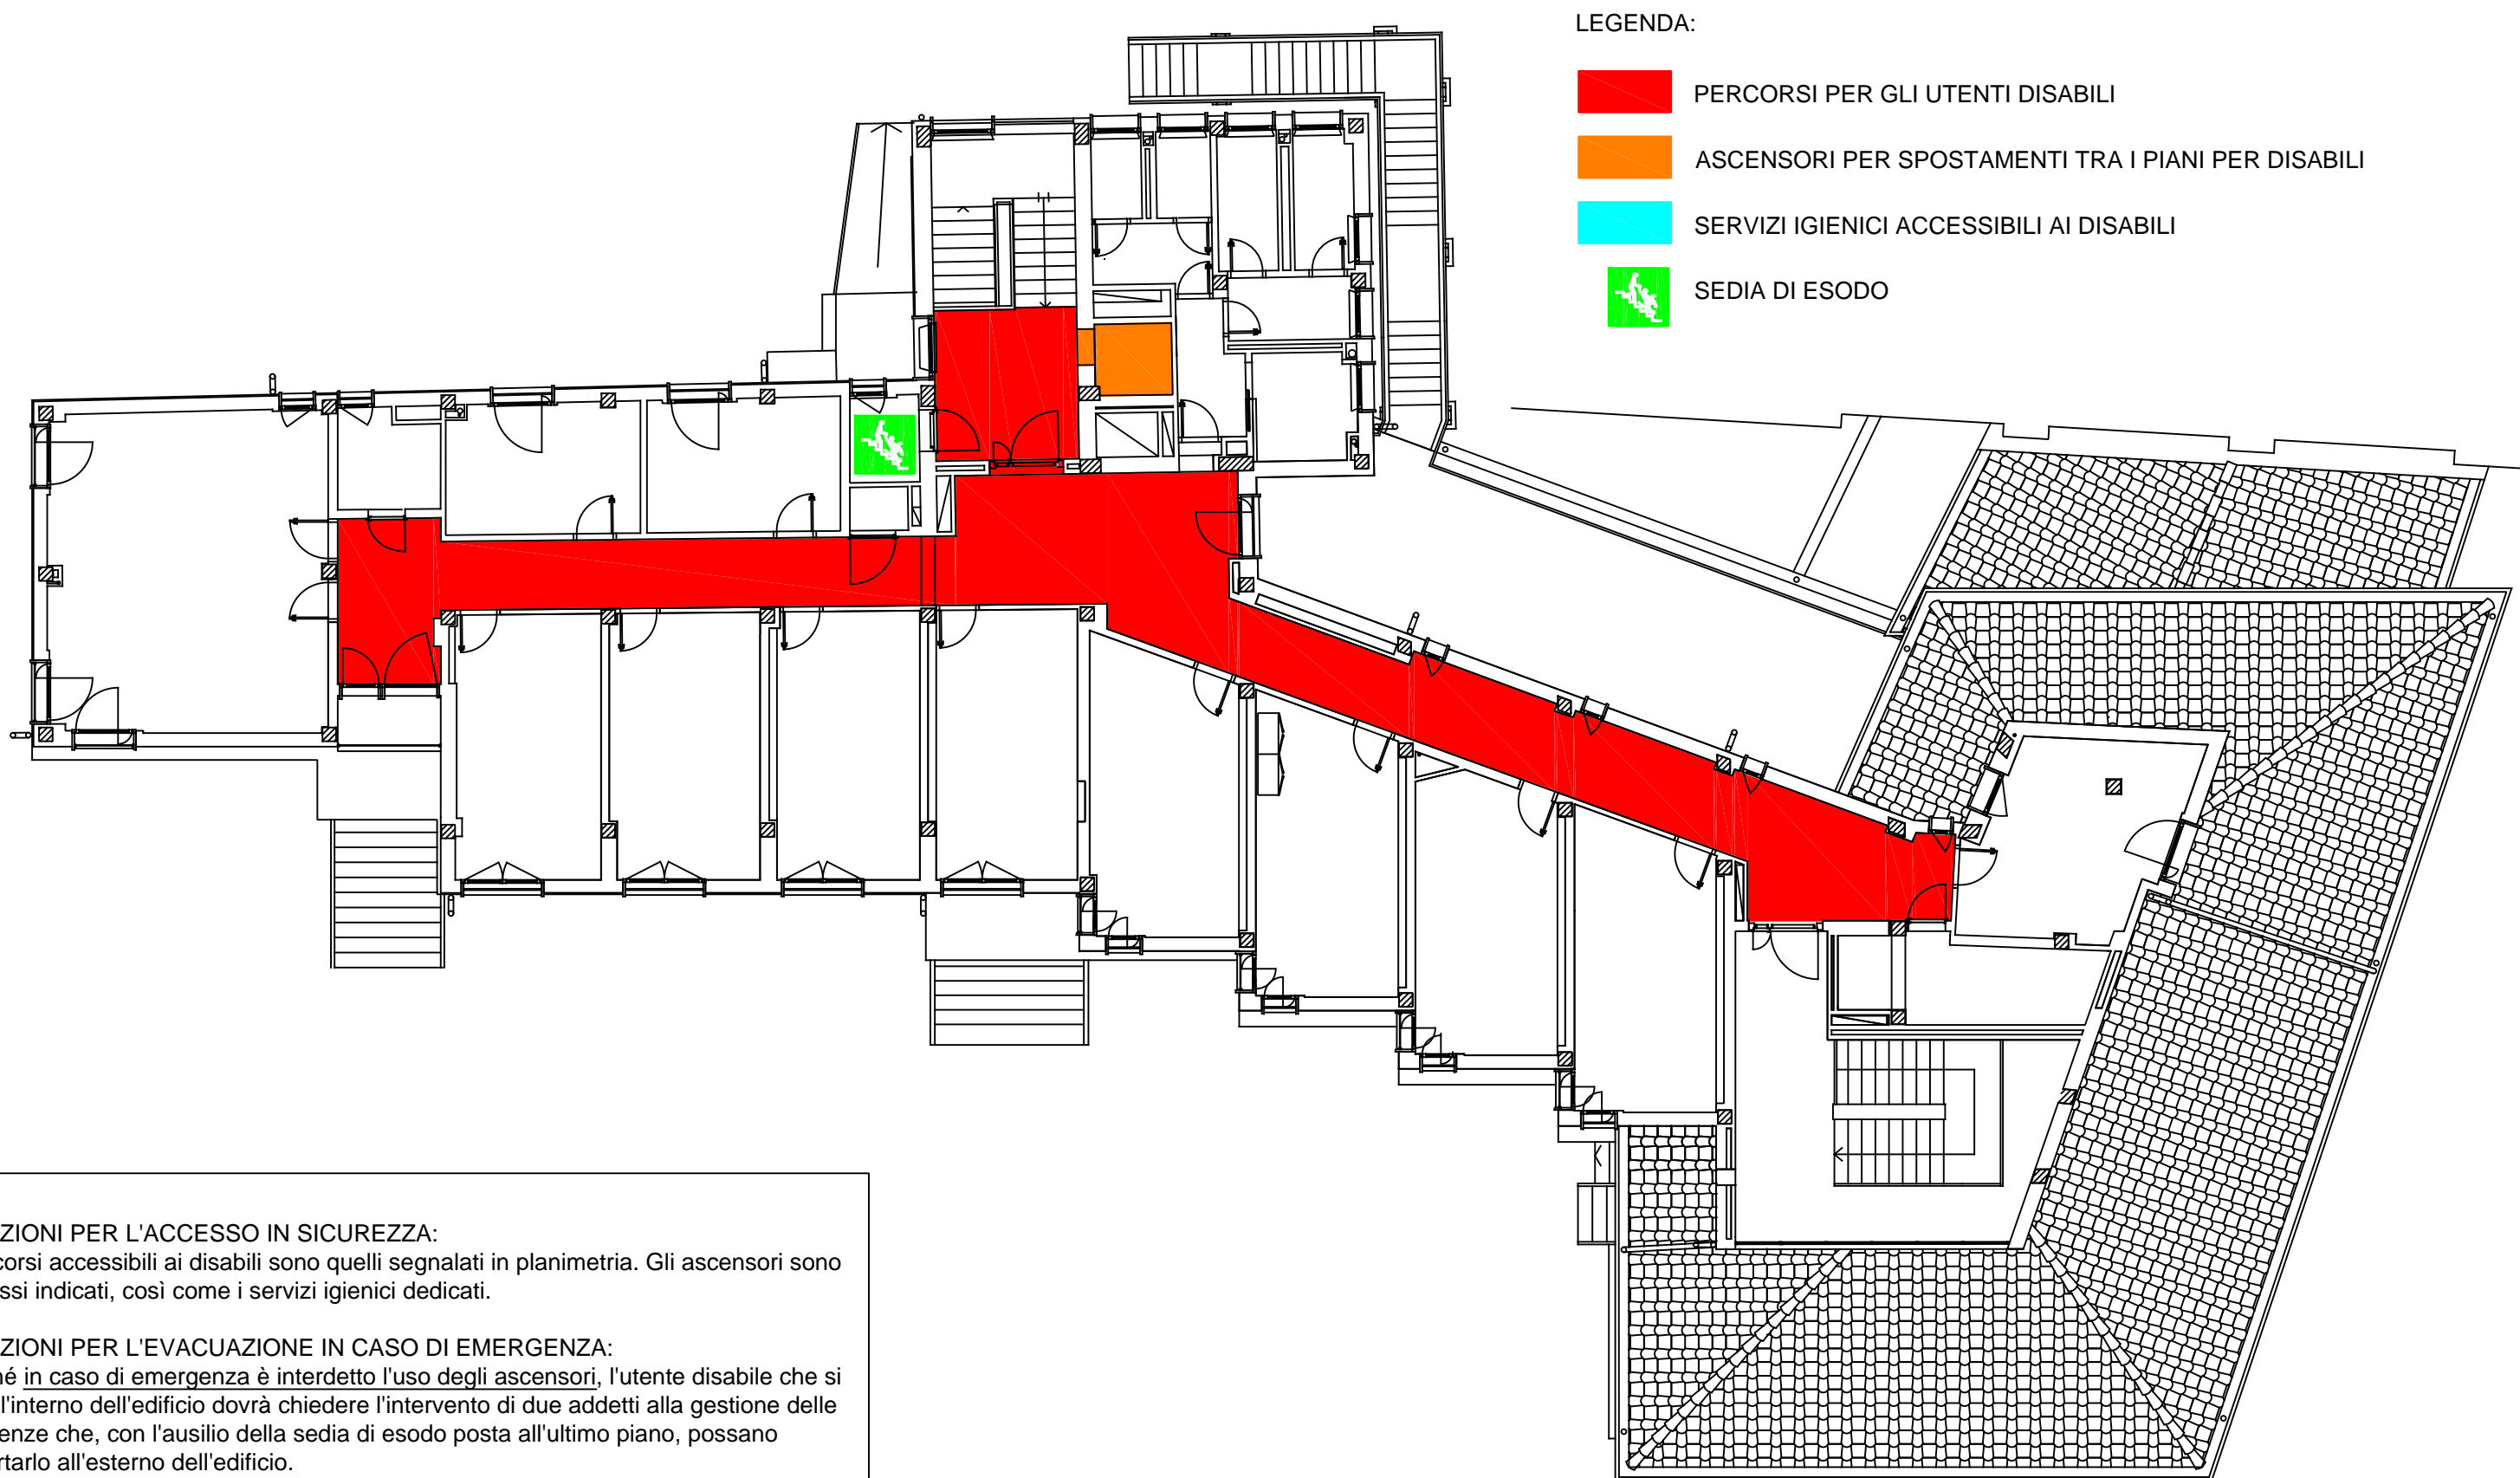 LEGENDA:
PERCORSI PER GLI UTENTI DISABILI
ASCENSORI PER SPOSTAMENTI TRA I PIANI PER DISABILI
SERVIZI IGIENICI ACCESSIBILI AI DISABILI
SEDIA DI ESODO
ZIONI PER L'ACCESSO IN SICUREZZA:
corsi accessibili ai disabili sono quelli segnalati in planimetria. Gli ascensori sono
ssi indicati, così come i servizi igienici dedicati.
ZIONI PER L'EVACUAZIONE IN CASO DI EMERGENZA:
né in caso di emergenza è interdetto l'uso degli ascensori, l'utente disabile che si
ll'interno dell'edificio dovrà chiedere l'intervento di due addetti alla gestione delle
enze che, con l'ausilio della sedia di esodo posta all'ultimo piano, possano
rtarlo all'esterno dell'edificio.